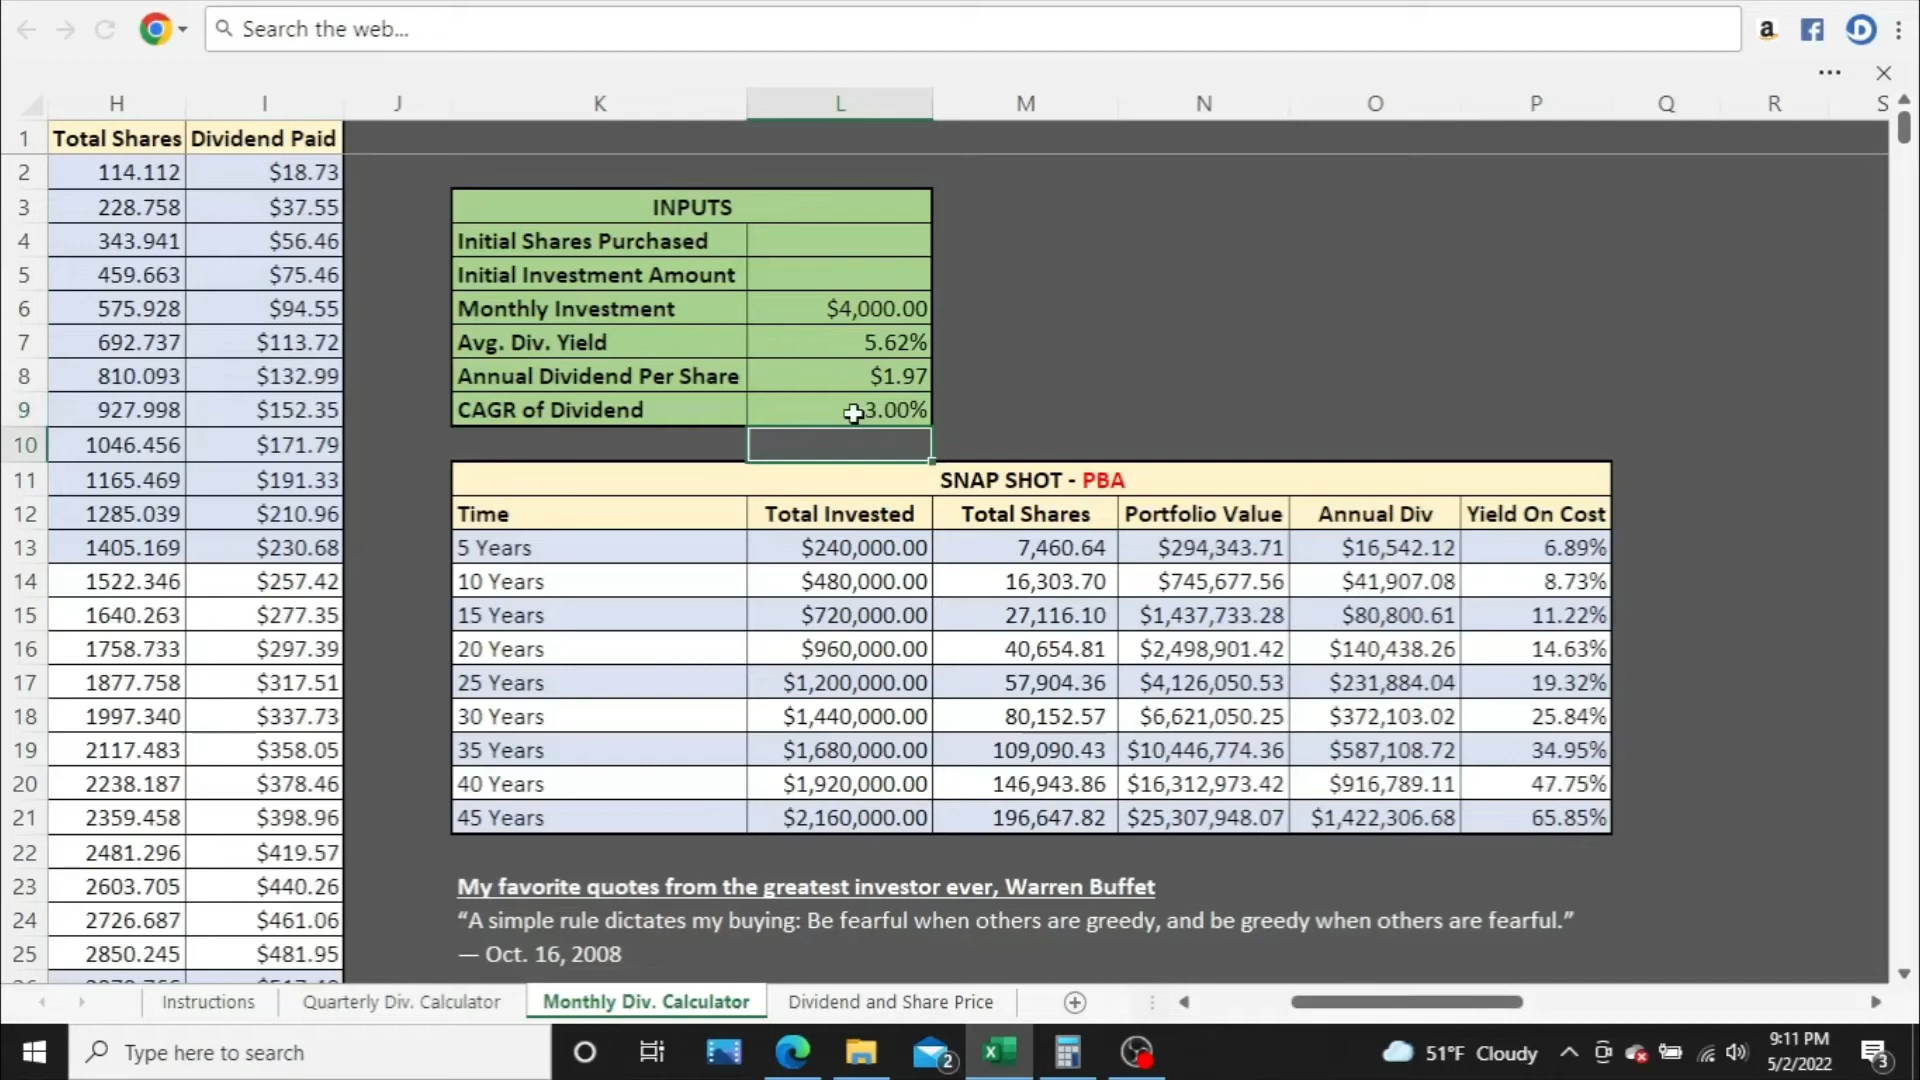 Search the web...
H I J K L M N O P Q R S
1 Total Shares Dividend Paid
2 114.112 $18.73
3 228.758 $37.55 INPUTS
4 343.941 $56.46 Initial Shares Purchased
5 459.663 $75.46 Initial Investment Amount
6 575.928 $94.55 Monthly Investment $4,000.00
7 692.737 $113.72 Avg. Div. Yield 5.62%
8 810.093 $132.99 Annual Dividend Per Share $1.97
9 927.998 $152.35 CAGR of Dividend 3.00%
10 1046.456 $171.79
11 1165.469 $191.33 SNAP SHOT - PBA
12 1285.039 $210.96 Time Total Invested Total Shares Portfolio Value Annual Div Yield On Cost
13 1405.169 $230.68 5 Years $240,000.00 7,460.64 $294,343.71 $16,542.12 6.89%
14 1522.346 $257.42 10 Years $480,000.00 16,303.70 $745,677.56 $41,907.08 8.73%
15 1640.263 $277.35 15 Years $720,000.00 27,116.10 $1,437,733.28 $80,800.61 11.22%
16 1758.733 $297.39 20 Years $960,000.00 40,654.81 $2,498,901.42 $140,438.26 14.63%
17 1877.758 $317.51 25 Years $1,200,000.00 57,904.36 $4,126,050.53 $231,884.04 19.32%
18 1997.340 $337.73 30 Years $1,440,000.00 80,152.57 $6,621,050.25 $372,103.02 25.84%
19 2117.483 $358.05 35 Years $1,680,000.00 109,090.43 $10,446,774.36 $587,108.72 34.95%
20 2238.187 $378.46 40 Years $1,920,000.00 146,943.86 $16,312,973.42 $916,789.11 47.75%
21 2359.458 $398.96 45 Years $2,160,000.00 196,647.82 $25,307,948.07 $1,422,306.68 65.85%
22 2481.296 $419.57
23 2603.705 $440.26 My favorite quotes from the greatest investor ever, Warren Buffet
24 2726.687 $461.06 “A simple rule dictates my buying: Be fearful when others are greedy, and be greedy when others are fearful.”
25 2850.245 $481.95 — Oct. 16, 2008
Instructions Quarterly Div. Calculator Monthly Div. Calculator Dividend and Share Price
Type here to search 2 51°F Cloudy 9:11 PM 3
5/2/2022